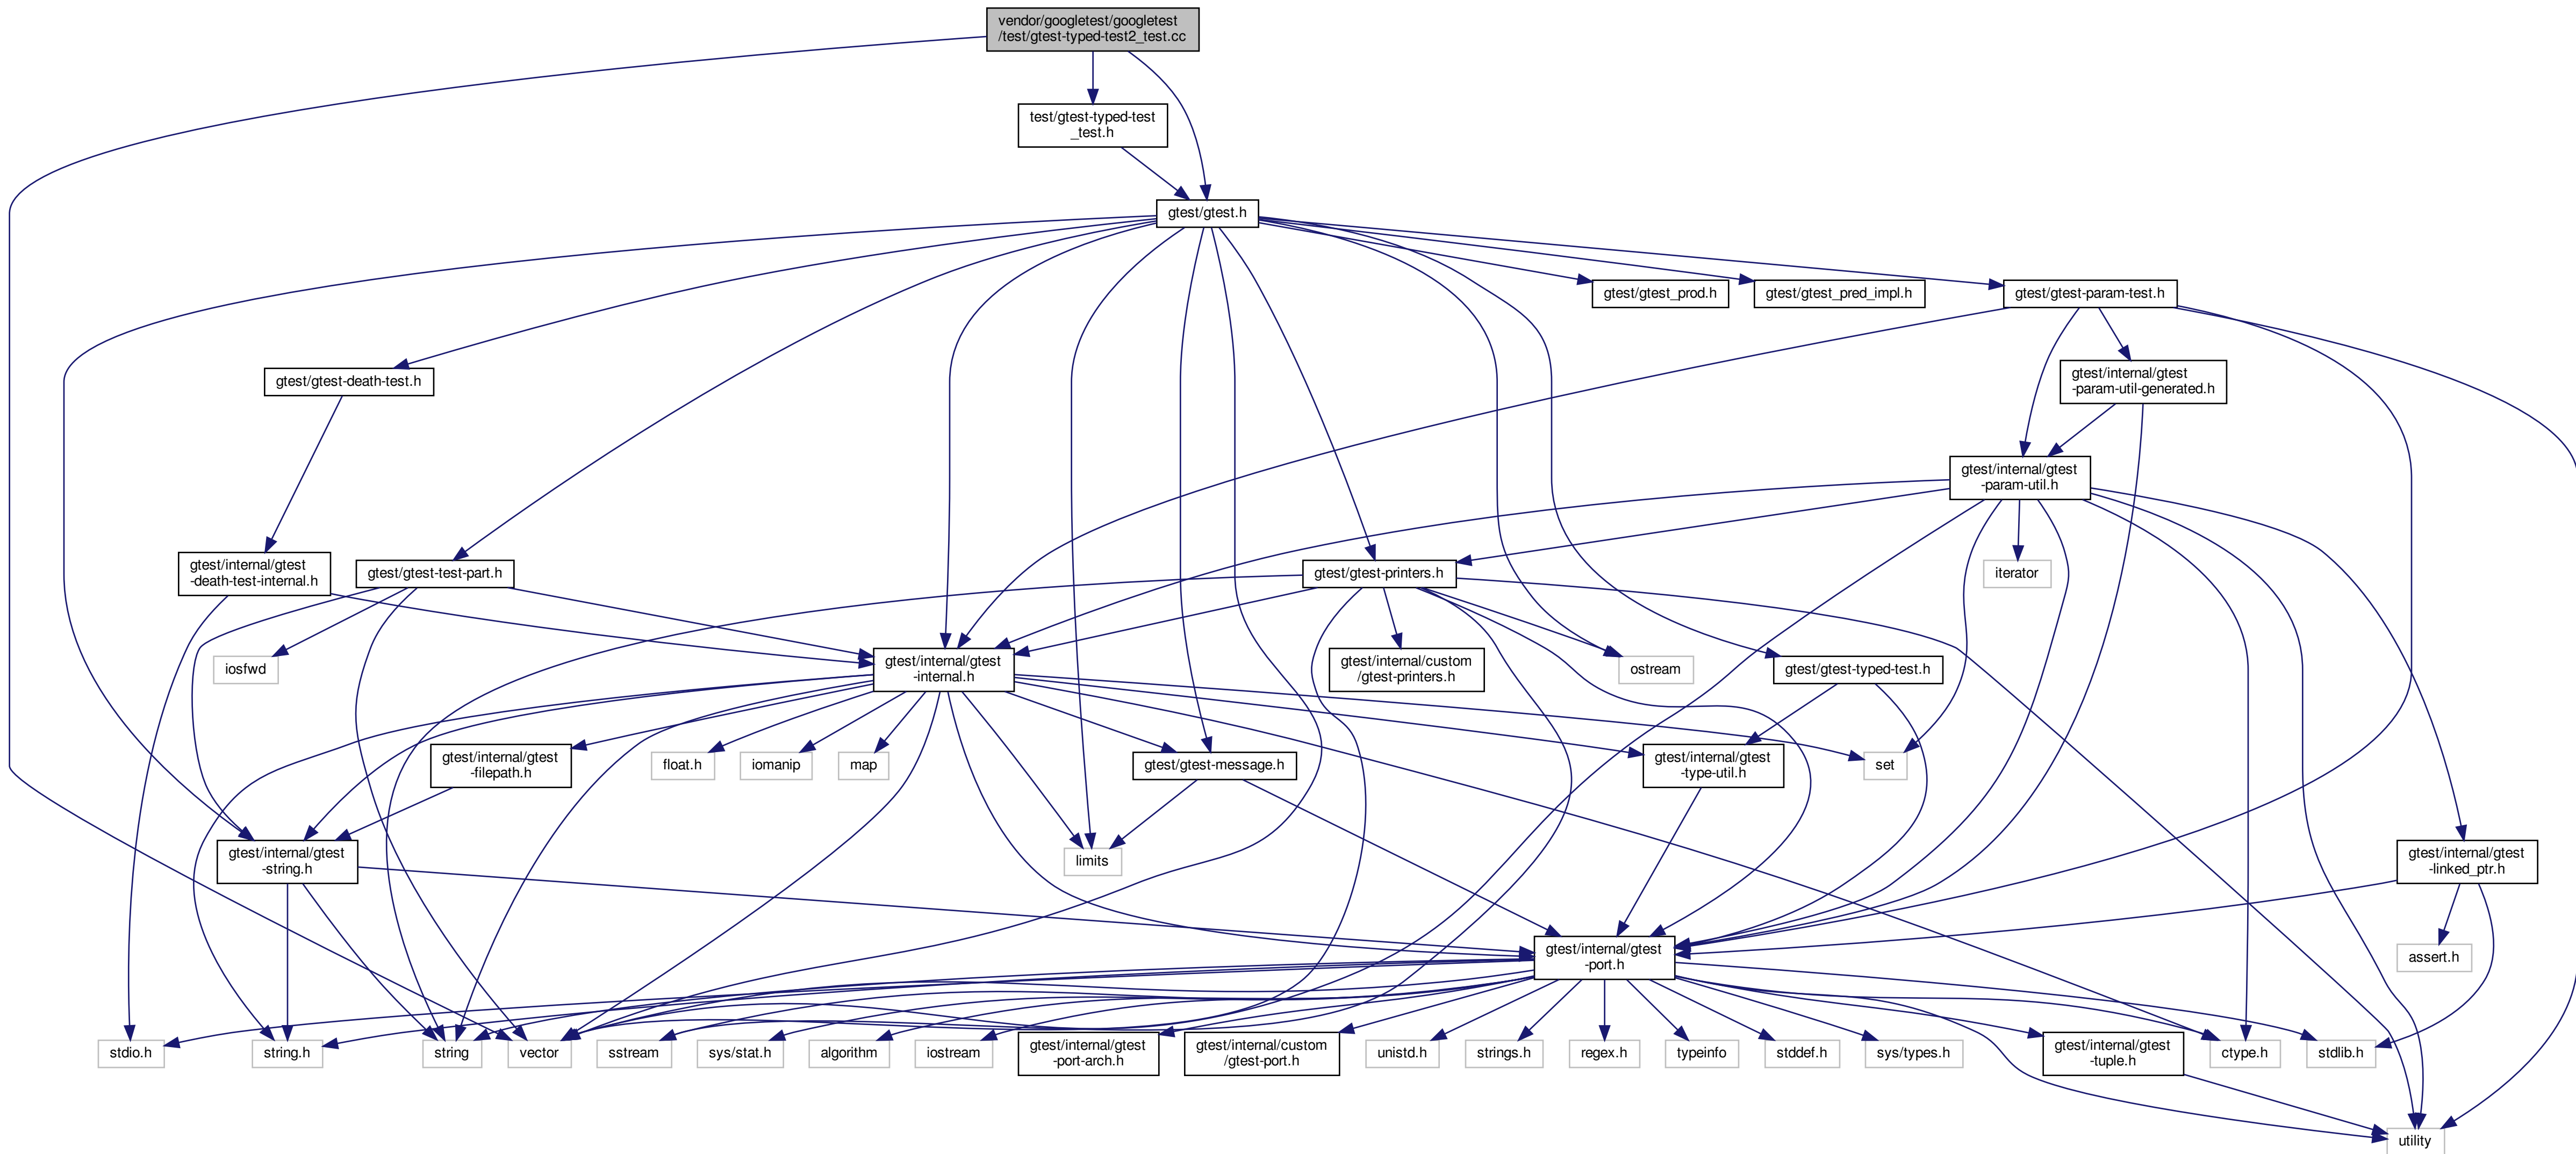 vendor/googletest/googletest
/test/gtest-typed-test2_test.cc
test/gtest-typed-test
_test.h
gtest/gtest.h
gtest/gtest_prod.h
gtest/gtest_pred_impl.h
gtest/gtest-param-test.h
gtest/gtest-death-test.h
gtest/internal/gtest
-param-util-generated.h
gtest/internal/gtest
-param-util.h
gtest/internal/gtest
-death-test-internal.h
gtest/gtest-test-part.h
gtest/gtest-printers.h
iterator
iosfwd
gtest/internal/gtest
-internal.h
gtest/internal/custom
/gtest-printers.h
ostream
gtest/gtest-typed-test.h
gtest/internal/gtest
-filepath.h
float.h
iomanip
map
gtest/gtest-message.h
gtest/internal/gtest
-type-util.h
set
gtest/internal/gtest
-string.h
limits
gtest/internal/gtest
-linked_ptr.h
gtest/internal/gtest
-port.h
assert.h
stdio.h
string.h
string
vector
sstream
sys/stat.h
algorithm
iostream
gtest/internal/gtest
-port-arch.h
gtest/internal/custom
/gtest-port.h
unistd.h
strings.h
regex.h
typeinfo
stddef.h
sys/types.h
gtest/internal/gtest
-tuple.h
ctype.h
stdlib.h
utility